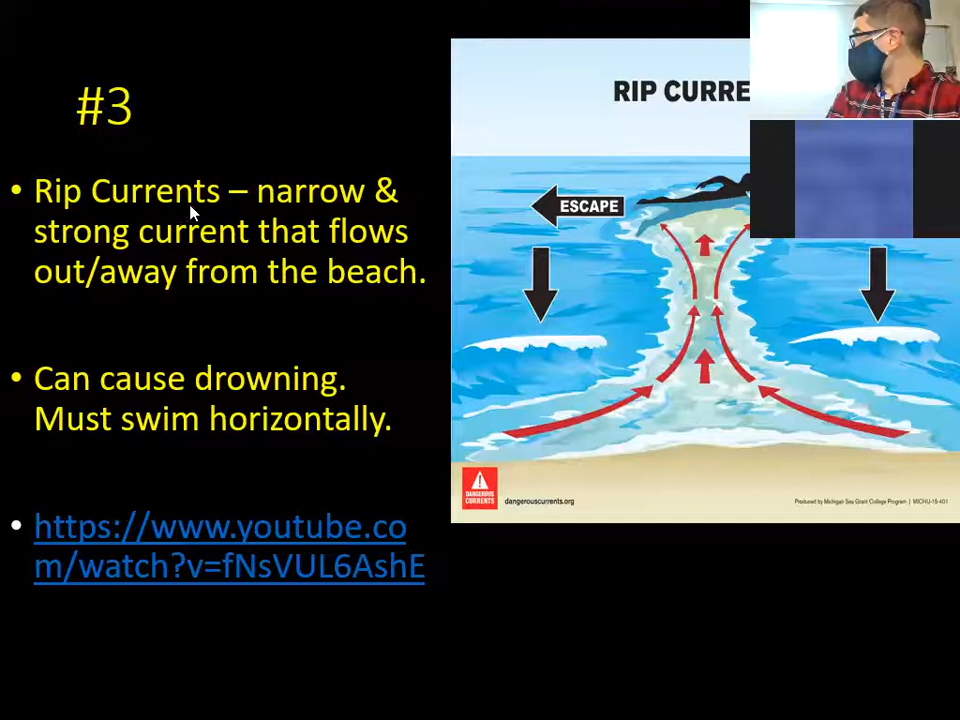 #3
• Rip Currents – narrow &
strong current that flows
out/away from the beach.
• Can cause drowning.
Must swim horizontally.
• https://www.youtube.co
m/watch?v=fNsVUL6AshE
RIP CURRE
ESCAPE
DANGEROUS
CURRENTS
dangerouscurrents.org
Produced by Michigan Sea Grant College Program | MICHU-15-401